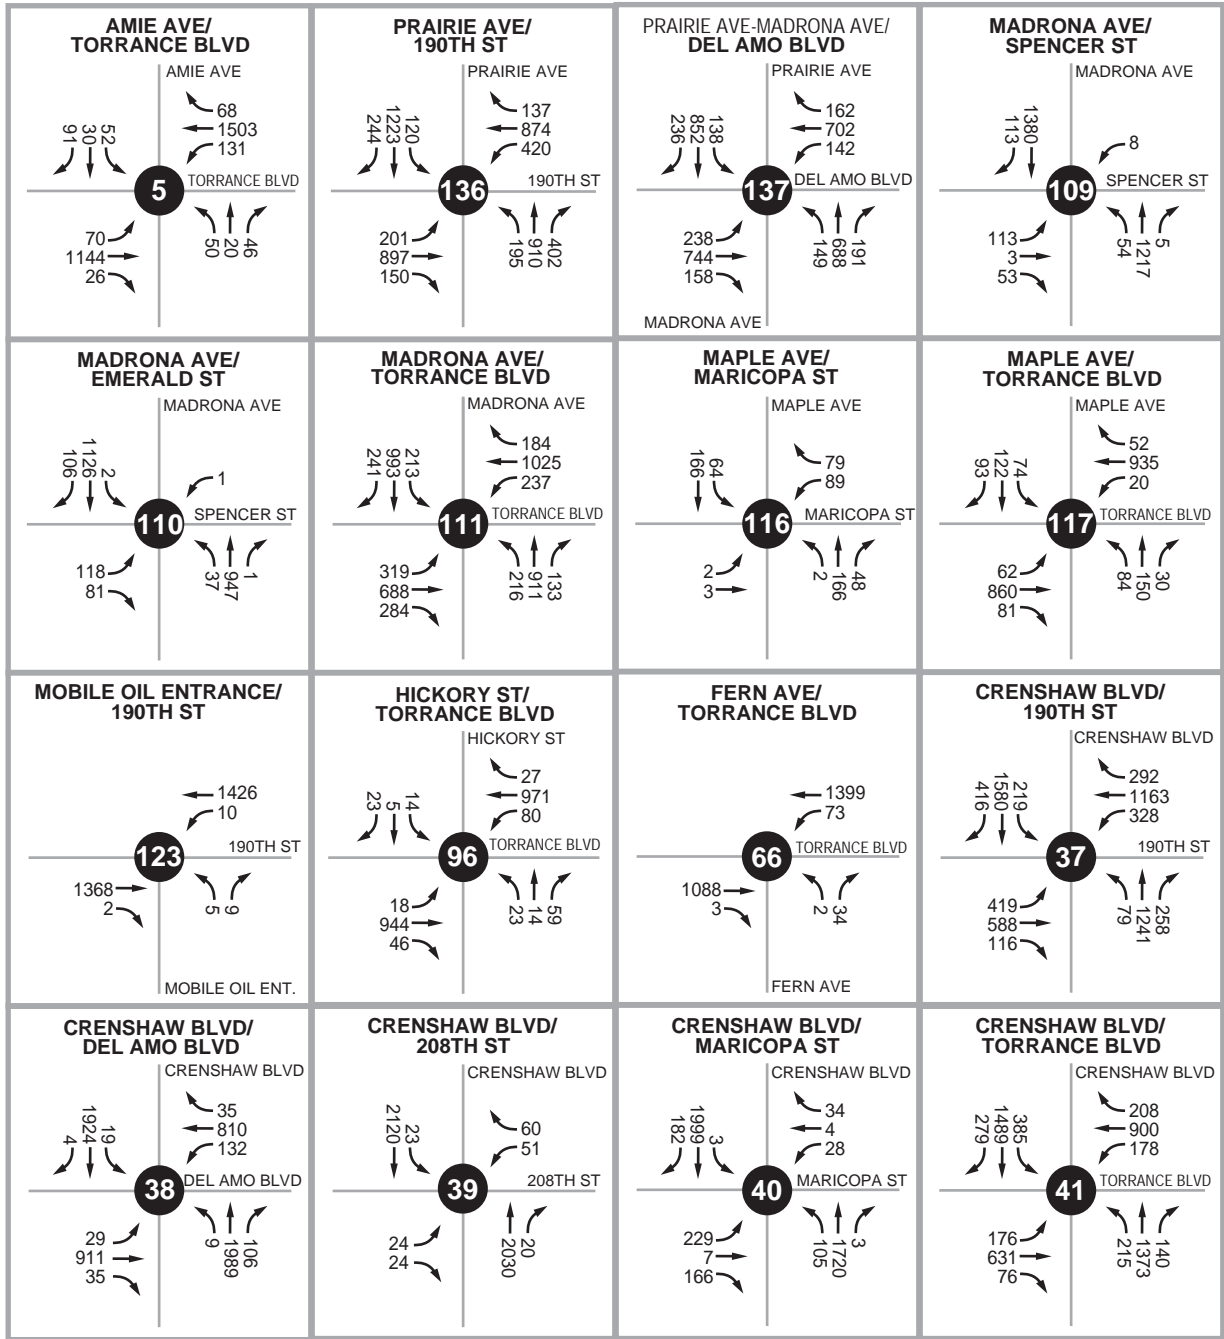 AMIE AVE/
TORRANCE BLVD
AMIE AVE
91
30
52
68
1503
131
5
TORRANCE BLVD
70
1144
26
50
20
46
PRAIRIE AVE/
190TH ST
PRAIRIE AVE
244
1223
120
137
874
420
136
190TH ST
201
897
150
195
910
402
PRAIRIE AVE-MADRONA AVE/
DEL AMO BLVD
PRAIRIE AVE
236
852
138
162
702
142
137
DEL AMO BLVD
238
744
158
149
688
191
MADRONA AVE
MADRONA AVE/
SPENCER ST
MADRONA AVE
113
1380
8
109
SPENCER ST
113
3
53
54
1217
5
MADRONA AVE/
EMERALD ST
MADRONA AVE
106
1126
2
1
110
SPENCER ST
118
81
37
947
1
MADRONA AVE/
TORRANCE BLVD
MADRONA AVE
241
993
213
184
1025
237
111
TORRANCE BLVD
319
688
284
216
911
133
MAPLE AVE/
MARICOPA ST
MAPLE AVE
166
64
79
89
116
MARICOPA ST
2
3
2
166
48
MAPLE AVE/
TORRANCE BLVD
MAPLE AVE
93
122
74
52
935
20
117
TORRANCE BLVD
62
860
81
84
150
30
MOBILE OIL ENTRANCE/
190TH ST
1426
10
123
190TH ST
1368
2
5
9
MOBILE OIL ENT.
HICKORY ST/
TORRANCE BLVD
HICKORY ST
23
5
14
27
971
80
96
TORRANCE BLVD
18
944
46
23
14
59
FERN AVE/
TORRANCE BLVD
1399
73
66
TORRANCE BLVD
1088
3
2
34
FERN AVE
CRENSHAW BLVD/
190TH ST
CRENSHAW BLVD
416
1580
219
292
1163
328
37
190TH ST
419
588
116
79
1241
258
CRENSHAW BLVD/
DEL AMO BLVD
CRENSHAW BLVD
4
1924
19
35
810
132
38
DEL AMO BLVD
29
911
35
9
1989
106
CRENSHAW BLVD/
208TH ST
CRENSHAW BLVD
2120
23
60
51
39
208TH ST
24
24
2030
20
CRENSHAW BLVD/
MARICOPA ST
CRENSHAW BLVD
182
1999
3
34
4
28
40
MARICOPA ST
229
7
166
105
1720
3
CRENSHAW BLVD/
TORRANCE BLVD
CRENSHAW BLVD
279
1489
385
208
900
178
41
TORRANCE BLVD
176
631
76
215
1373
140